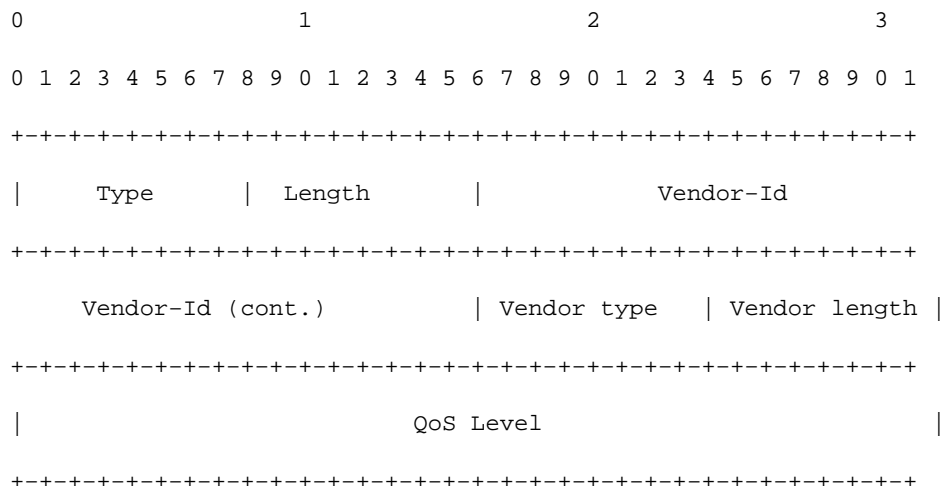 0                   1                   2                   3
0 1 2 3 4 5 6 7 8 9 0 1 2 3 4 5 6 7 8 9 0 1 2 3 4 5 6 7 8 9 0 1
+-+-+-+-+-+-+-+-+-+-+-+-+-+-+-+-+-+-+-+-+-+-+-+-+-+-+-+-+-+-+-+
|     Type      |  Length       |            Vendor-Id
+-+-+-+-+-+-+-+-+-+-+-+-+-+-+-+-+-+-+-+-+-+-+-+-+-+-+-+-+-+-+-+
     Vendor-Id (cont.)          | Vendor type   | Vendor length |
+-+-+-+-+-+-+-+-+-+-+-+-+-+-+-+-+-+-+-+-+-+-+-+-+-+-+-+-+-+-+-+
|                           QoS Level                           |
+-+-+-+-+-+-+-+-+-+-+-+-+-+-+-+-+-+-+-+-+-+-+-+-+-+-+-+-+-+-+-+